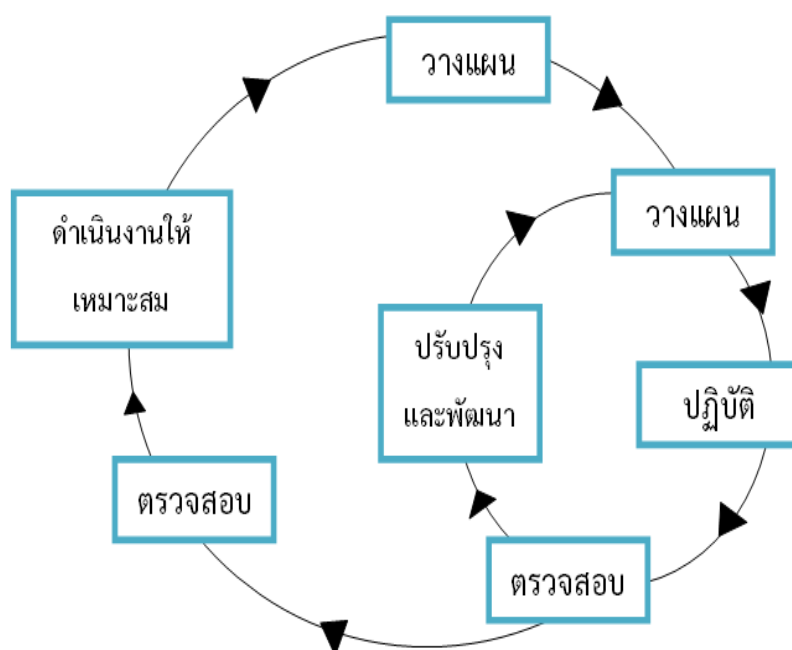 วางแผน
วางแผน
ดำเนินงานให้
เหมาะสม
ปรับปรุง
และพัฒนา
ปฏิบัติ
ตรวจสอบ
ตรวจสอบ